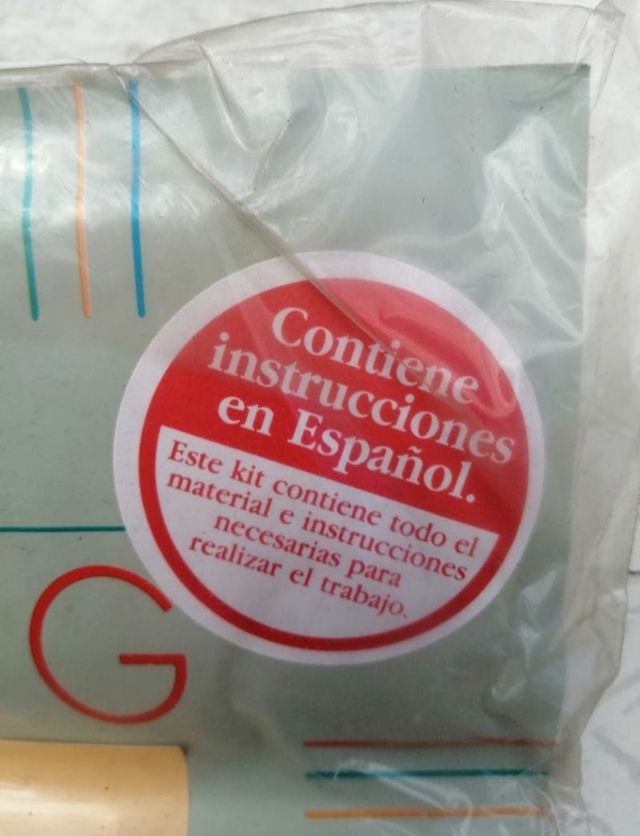 Contiene
instrucciones
en Español.
Este kit contiene todo el
material e instrucciones
necesarias para
realizar el trabajo.
G